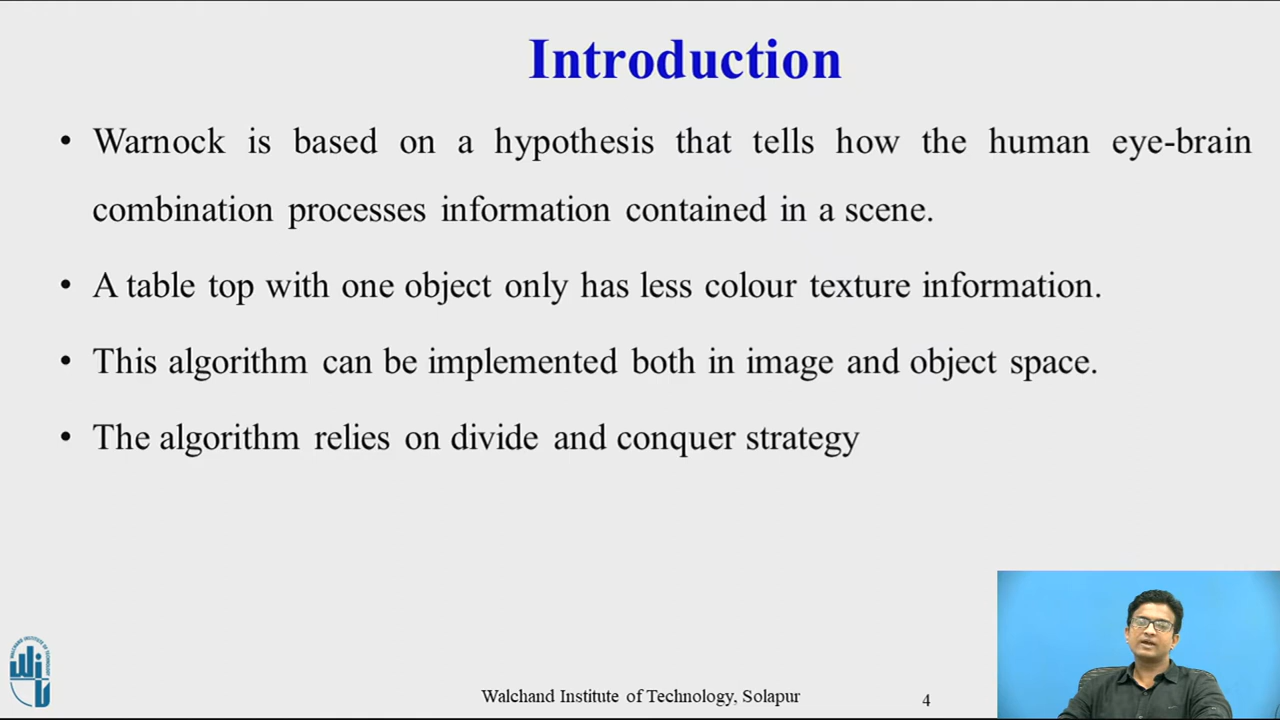 Introduction
• Warnock is based on a hypothesis that tells how the human eye-brain
combination processes information contained in a scene.
• A table top with one object only has less colour texture information.
• This algorithm can be implemented both in image and object space.
• The algorithm relies on divide and conquer strategy
Walchand Institute of Technology, Solapur
4